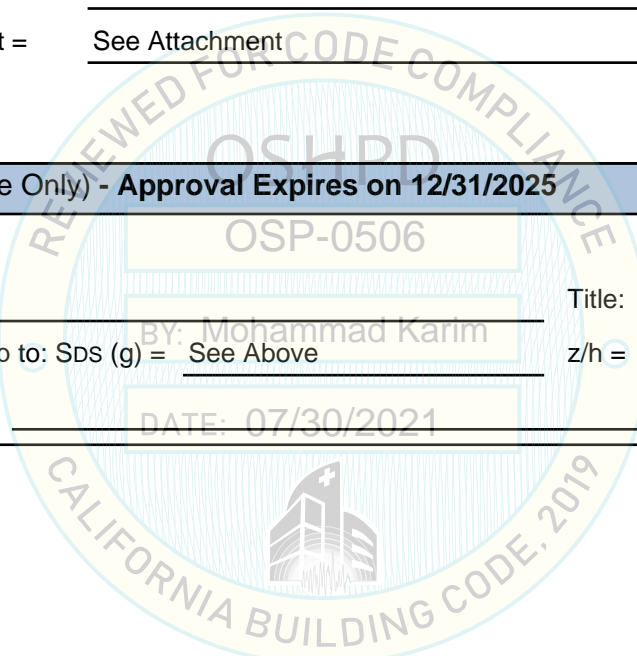 t = See Attachment
REVIEWED FOR CODE COMPLIANCE
OSHPD
e Only) - Approval Expires on 12/31/2025
OSP-0506
Title:
BY: Mohammad Karim
o to: SDS (g) = See Above z/h =
DATE: 07/30/2021
CALIFORNIA BUILDING CODE, 2019